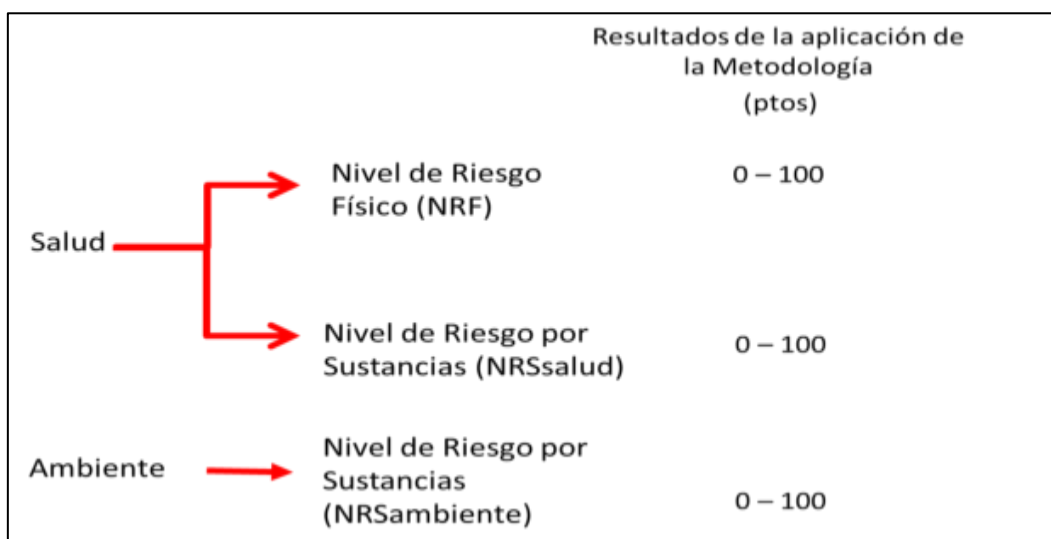 Resultados de la aplicación de
la Metodología
(ptos)
Nivel de Riesgo
Físico (NRF)
0 – 100
Salud
Nivel de Riesgo por
Sustancias (NRSsalud)
0 – 100
Ambiente
Nivel de Riesgo por
Sustancias
(NRSambiente)
0 – 100